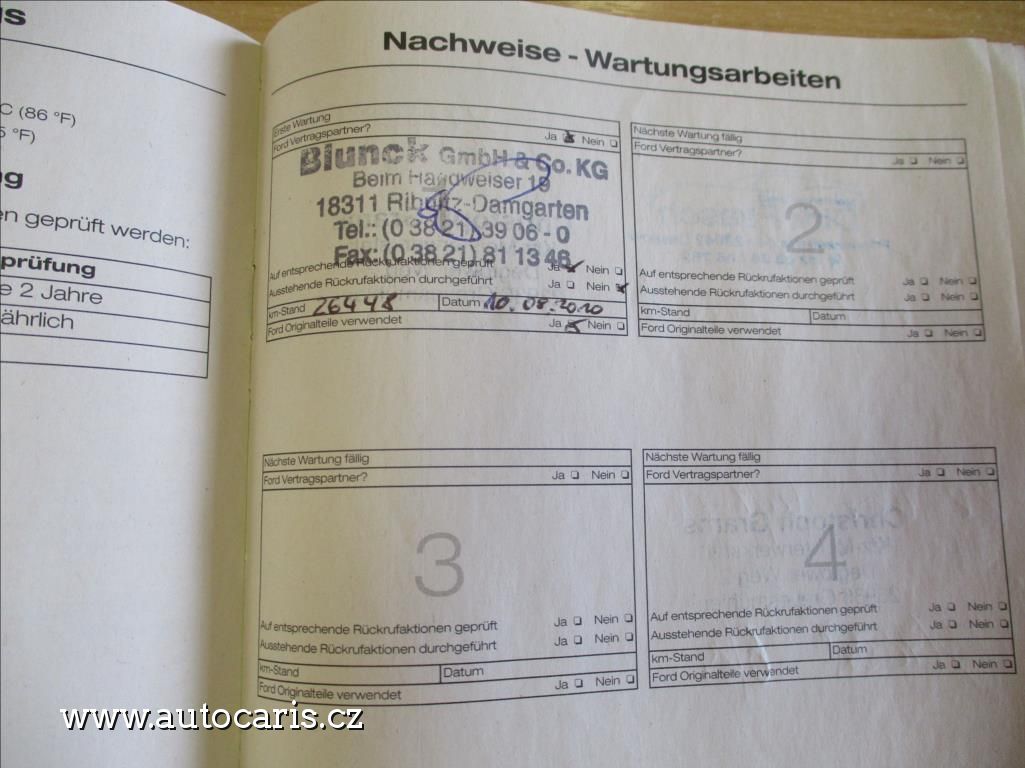 us
C (86 °F)
5 °F)
ng
en geprüft werden:
prüfung
e 2 Jahre
ährlich
Nachweise - Wartungsarbeiten
Erste Wartung
Ford Vertragspartner? Ja Nein
Blunck GmbH & Co. KG
Beim Handweiser 19
18311 Ribnitz-Damgarten
Tel.: (0 38 21) 39 06 - 0
Fax: (0 38 21) 81 13 46
Auf entsprechende Rückrufaktionen geprüft Ja Nein
Ausstehende Rückrufaktionen durchgeführt Ja Nein
km-Stand 26448 Datum 10.08.2010
Ford Originalteile verwendet Ja Nein
Nächste Wartung fällig
Ford Vertragspartner? Ja Nein
2
Auf entsprechende Rückrufaktionen geprüft Ja Nein
Ausstehende Rückrufaktionen durchgeführt Ja Nein
km-Stand Datum
Ford Originalteile verwendet Ja Nein
Nächste Wartung fällig
Ford Vertragspartner? Ja Nein
3
Auf entsprechende Rückrufaktionen geprüft Ja Nein
Ausstehende Rückrufaktionen durchgeführt Ja Nein
km-Stand Datum
Ford Originalteile verwendet Ja Nein
Nächste Wartung fällig
Ford Vertragspartner? Ja Nein
4
Auf entsprechende Rückrufaktionen geprüft Ja Nein
Ausstehende Rückrufaktionen durchgeführt Ja Nein
km-Stand Datum
Ford Originalteile verwendet Ja Nein
www.autocaris.cz